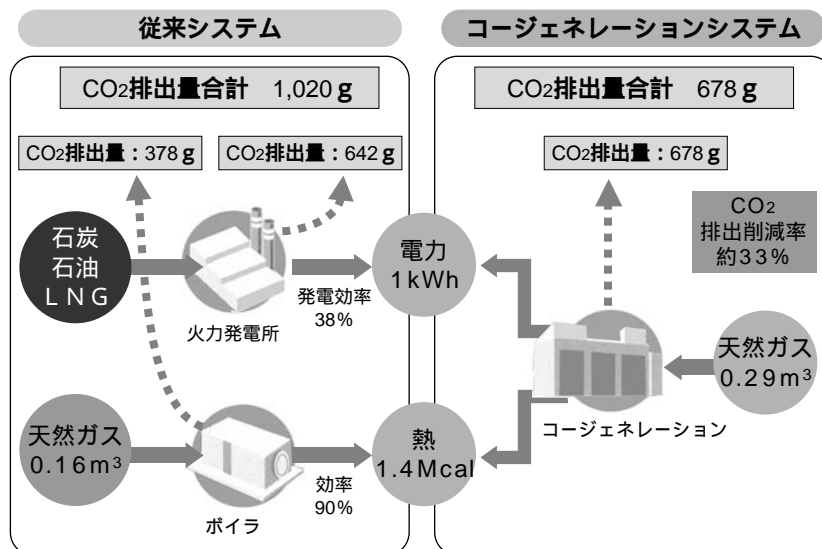 従来システム
コージェネレーションシステム
CO2排出量合計 1,020g
CO2排出量合計 678g
CO2排出量：378g
CO2排出量：642g
CO2排出量：678g
CO2
排出削減率
約33%
石炭
石油
LNG
火力発電所
発電効率
38%
電力
1kWh
天然ガス
0.29m3
コージェネレーション
天然ガス
0.16m3
ボイラ
効率
90%
熱
1.4Mcal